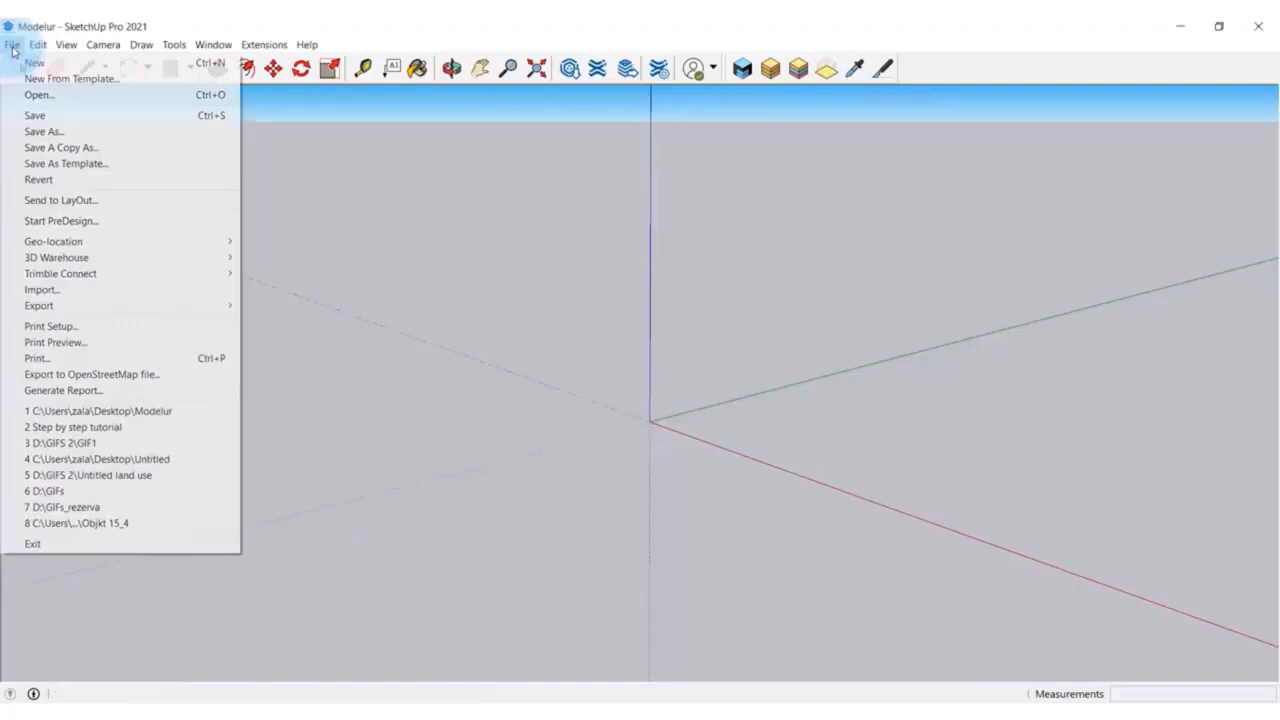 Modelur - SketchUp Pro 2021
File Edit View Camera Draw Tools Window Extensions Help
New Ctrl+N
New From Template...
Open... Ctrl+O
Save Ctrl+S
Save As...
Save A Copy As...
Save As Template...
Revert
Send to LayOut...
Start PreDesign...
Geo-location
3D Warehouse
Trimble Connect
Import...
Export
Print Setup...
Print Preview...
Print... Ctrl+P
Export to OpenStreetMap file...
Generate Report...
1 C:\Users\zala\Desktop\Modelur
2 Step by step tutorial
3 D:\GIFS 2\GIF1
4 C:\Users\zala\Desktop\Untitled
5 D:\GIFS 2\Untitled land use
6 D:\GIFs
7 D:\GIFs_rezerva
8 C:\Users\...\Objkt 15_4
Exit
Measurements